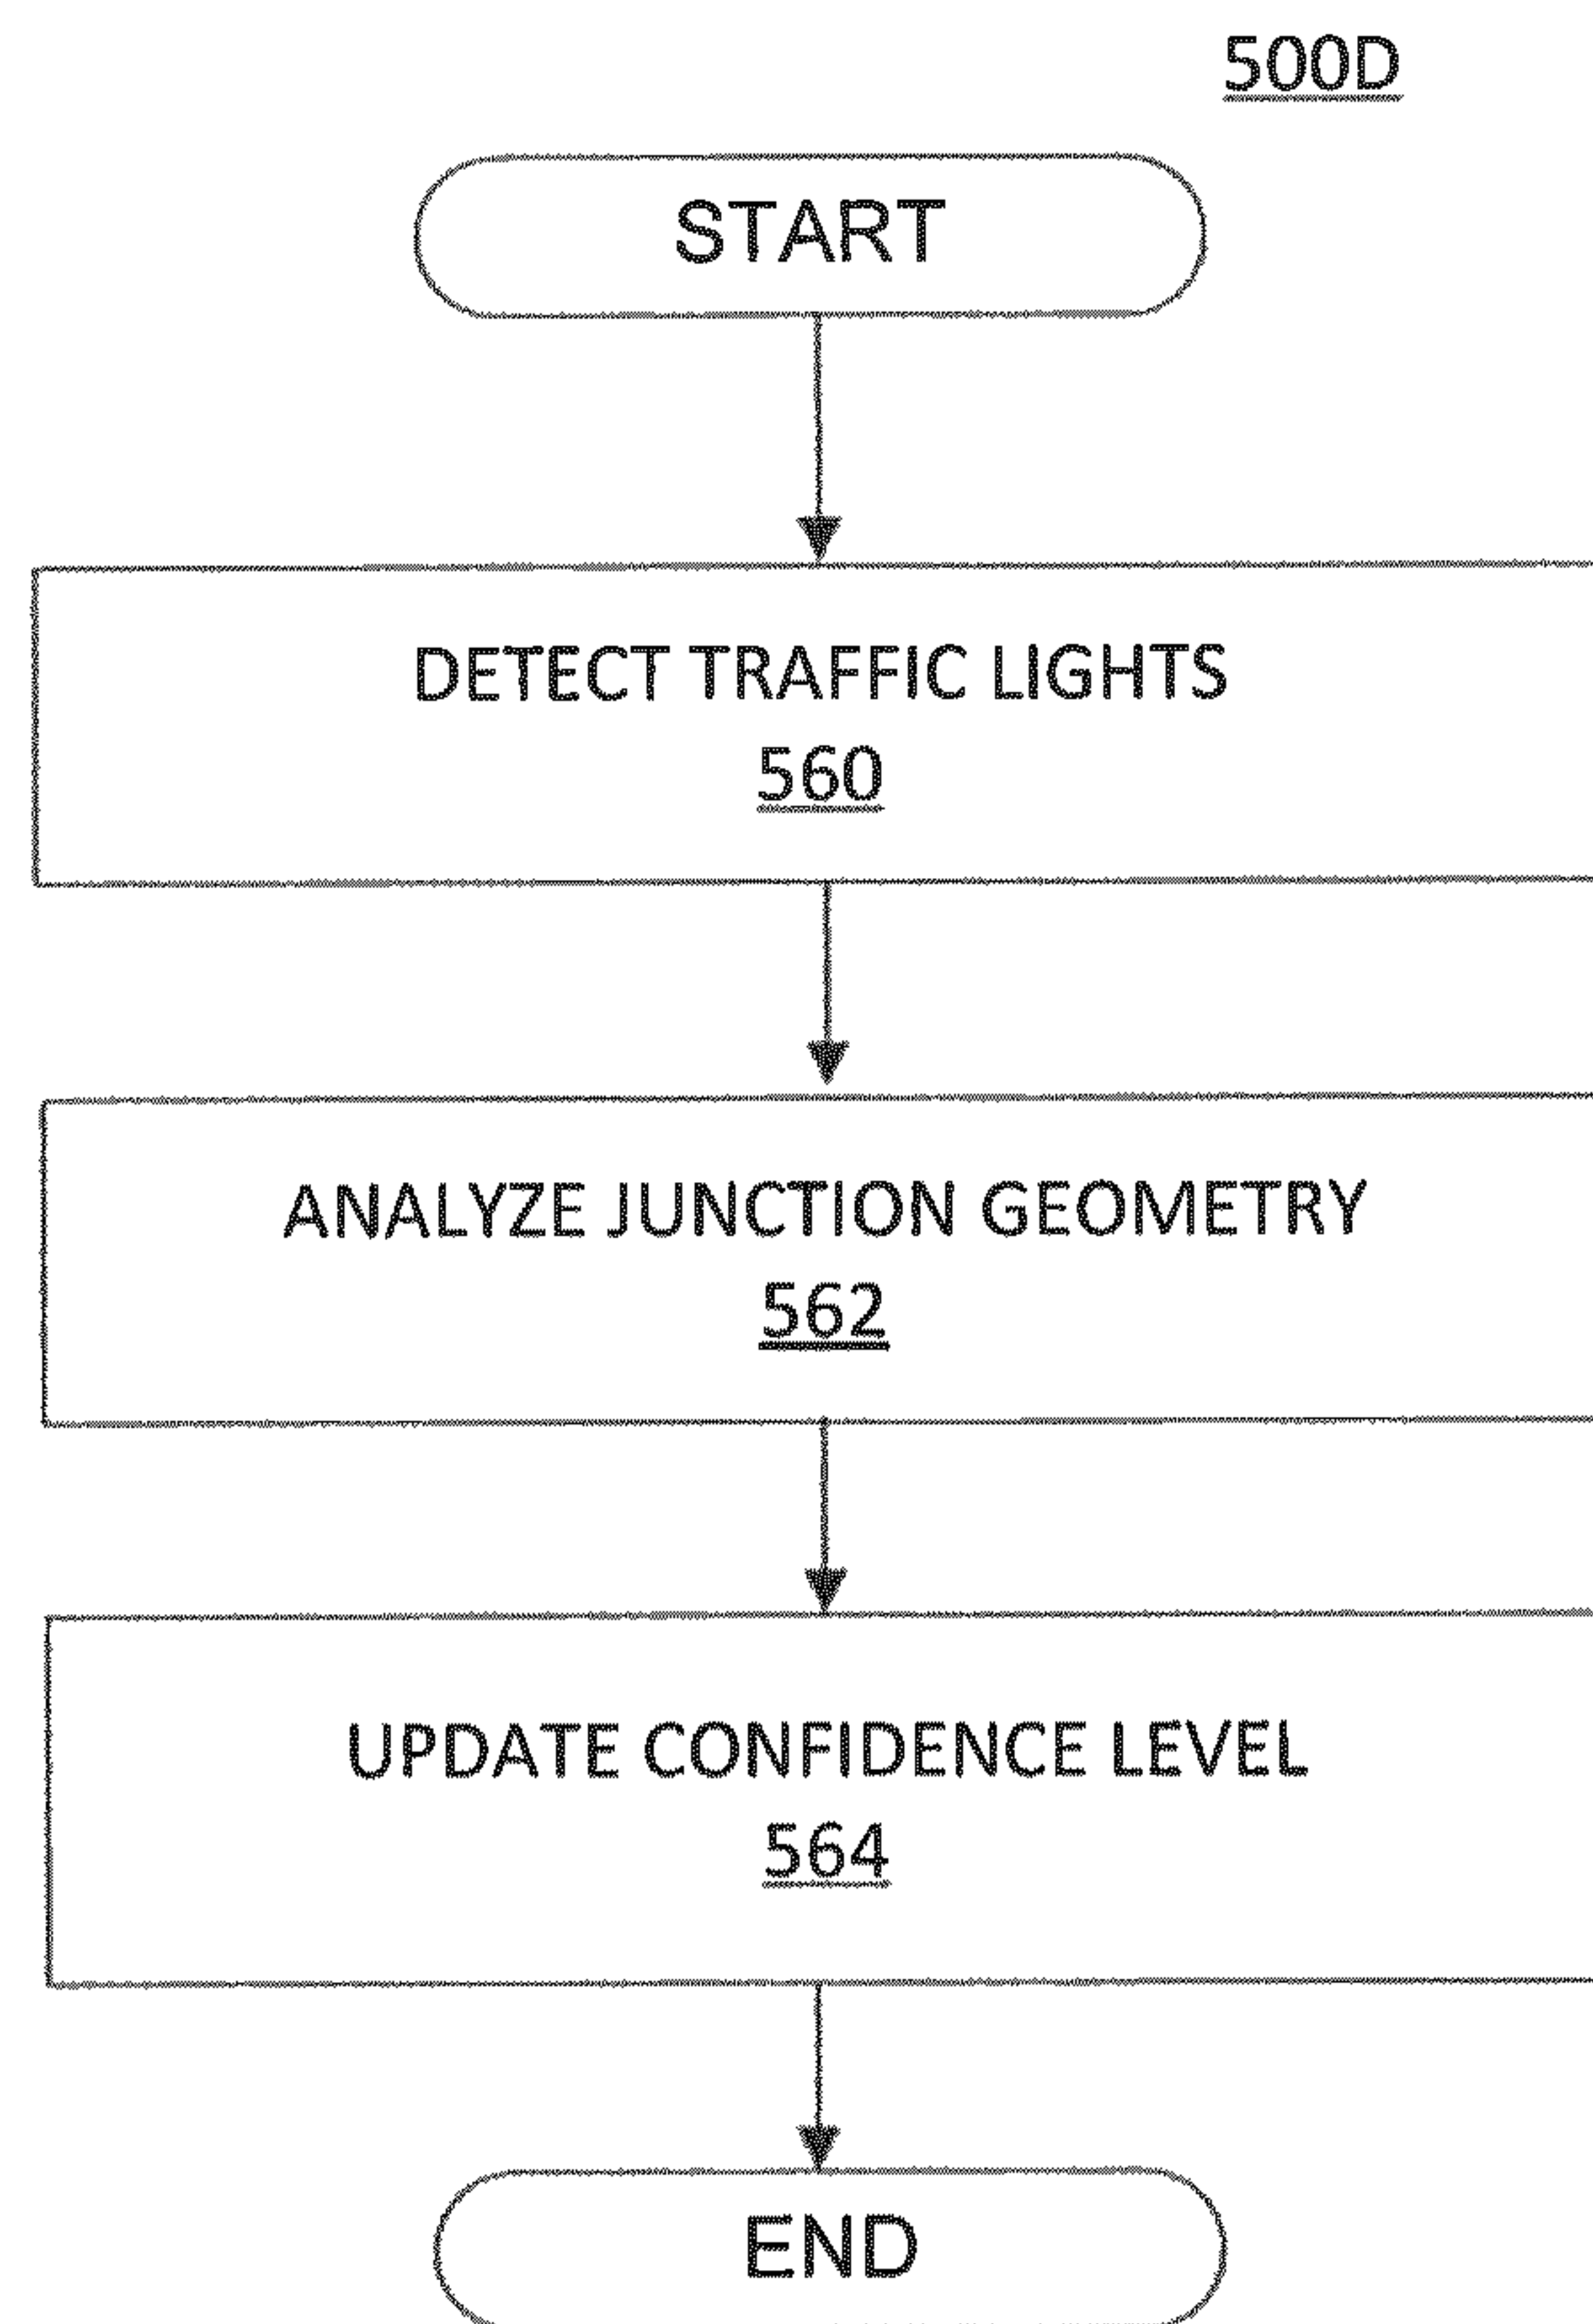 500D
START
DETECT TRAFFIC LIGHTS
560
ANALYZE JUNCTION GEOMETRY
562
UPDATE CONFIDENCE LEVEL
564
END